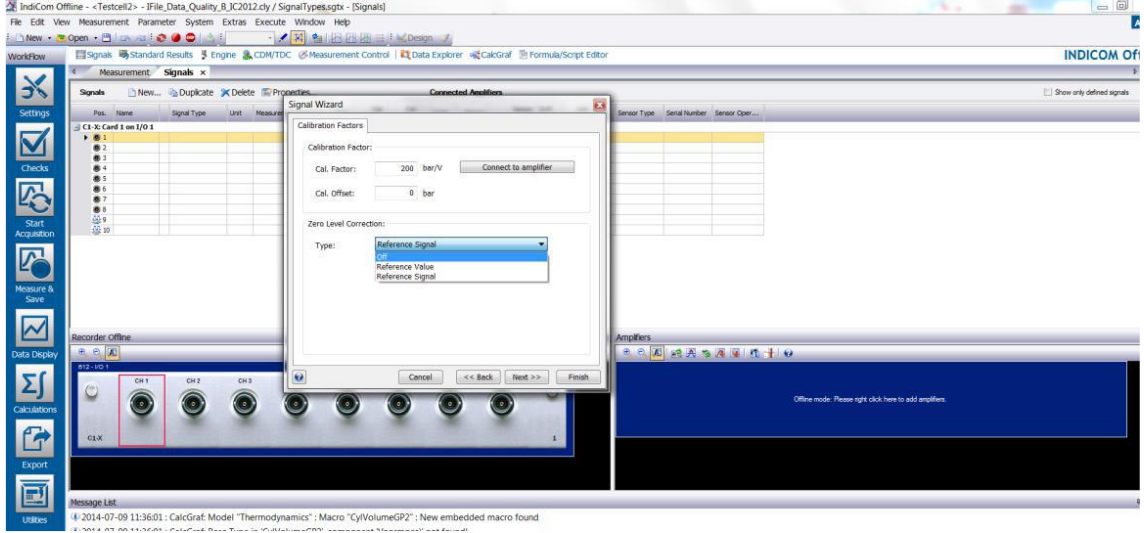 IndiCom Offline - <Testcell2> - IFile_Data_Quality_B_IC2012.cly / SignalTypes.sgtx - [Signals]
File Edit View Measurement Parameter System Extras Execute Window Help
New Open Design
WorkFlow Signals Standard Results Engine CDM/TDC Measurement Control Data Explorer CalcGraf Formula/Script Editor INDICOM Off
Measurement Signals
Signals New... Duplicate Delete Properties... Connected Amplifiers Show only defined signals
Pos. Name Signal Type Unit Sensor Type Serial Number Sensor Oper....
C1-X: Card 1 on I/O 1
1
2
3
4
5
6
7
8
9
10
Settings
Checks
Start Acquisition
Measure & Save
Data Display
Calculations
Export
Utilities
Signal Wizard
Calibration Factors
Calibration Factor:
Cal. Factor: 200 bar/V Connect to amplifier
Cal. Offset: 0 bar
Zero Level Correction:
Type: Reference Signal
Off
Reference Value
Reference Signal
Cancel << Back Next >> Finish
Recorder Offline Amplifiers
612 - I/O 1
CH 1 CH 2 CH 3
C1-X 1
Offline mode: Please right click here to add amplifiers.
Message List
2014-07-09 11:36:01 : CalcGraf: Model "Thermodynamics" : Macro "CylVolumeGP2" : New embedded macro found